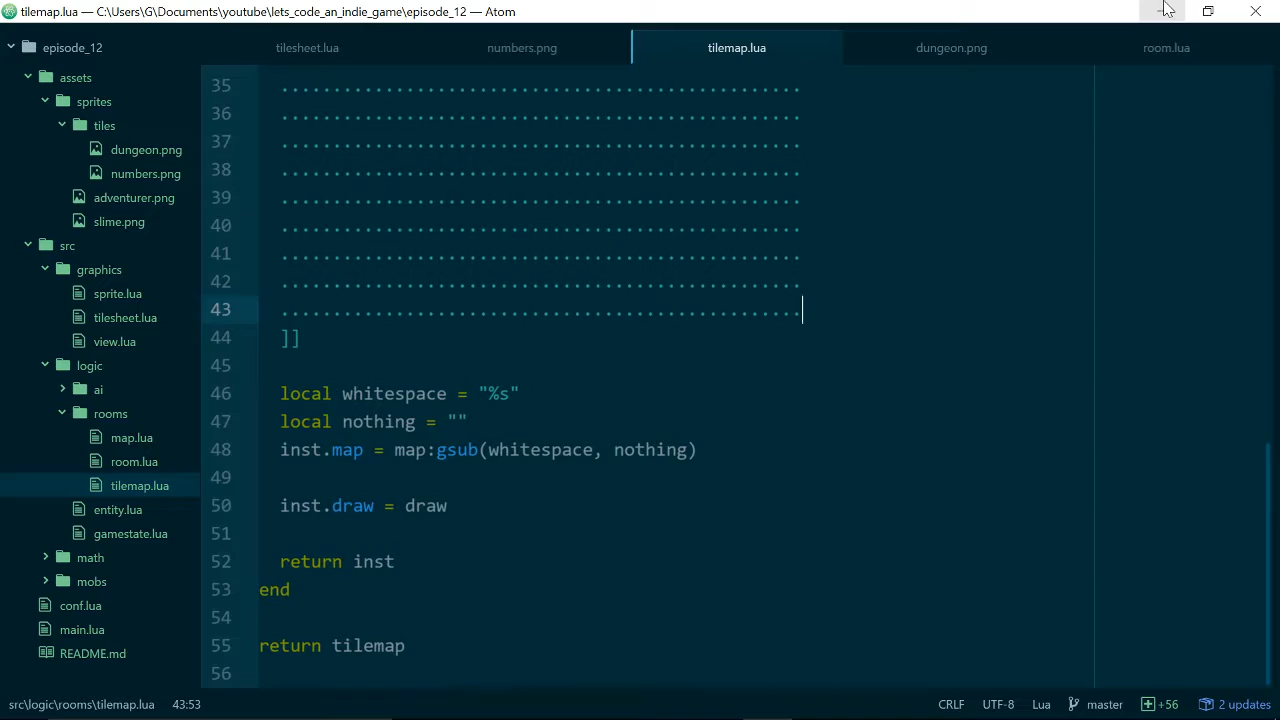 tilemap.lua — C:\Users\G\Documents\youtube\lets_code_an_indie_game\episode_12 — Atom
episode_12
tilesheet.lua
numbers.png
tilemap.lua
dungeon.png
room.lua
assets
sprites
tiles
dungeon.png
numbers.png
adventurer.png
slime.png
src
graphics
sprite.lua
tilesheet.lua
view.lua
logic
ai
rooms
map.lua
room.lua
tilemap.lua
entity.lua
gamestate.lua
math
mobs
conf.lua
main.lua
README.md
35 ..................................................
36 ..................................................
37 ..................................................
38 ..................................................
39 ..................................................
40 ..................................................
41 ..................................................
42 ..................................................
43 ..................................................
44 ]]
45
46 local whitespace = "%s"
47 local nothing = ""
48 inst.map = map:gsub(whitespace, nothing)
49
50 inst.draw = draw
51
52 return inst
53 end
54
55 return tilemap
56
src\logic\rooms\tilemap.lua 43:53
CRLF UTF-8 Lua master +56 2 updates